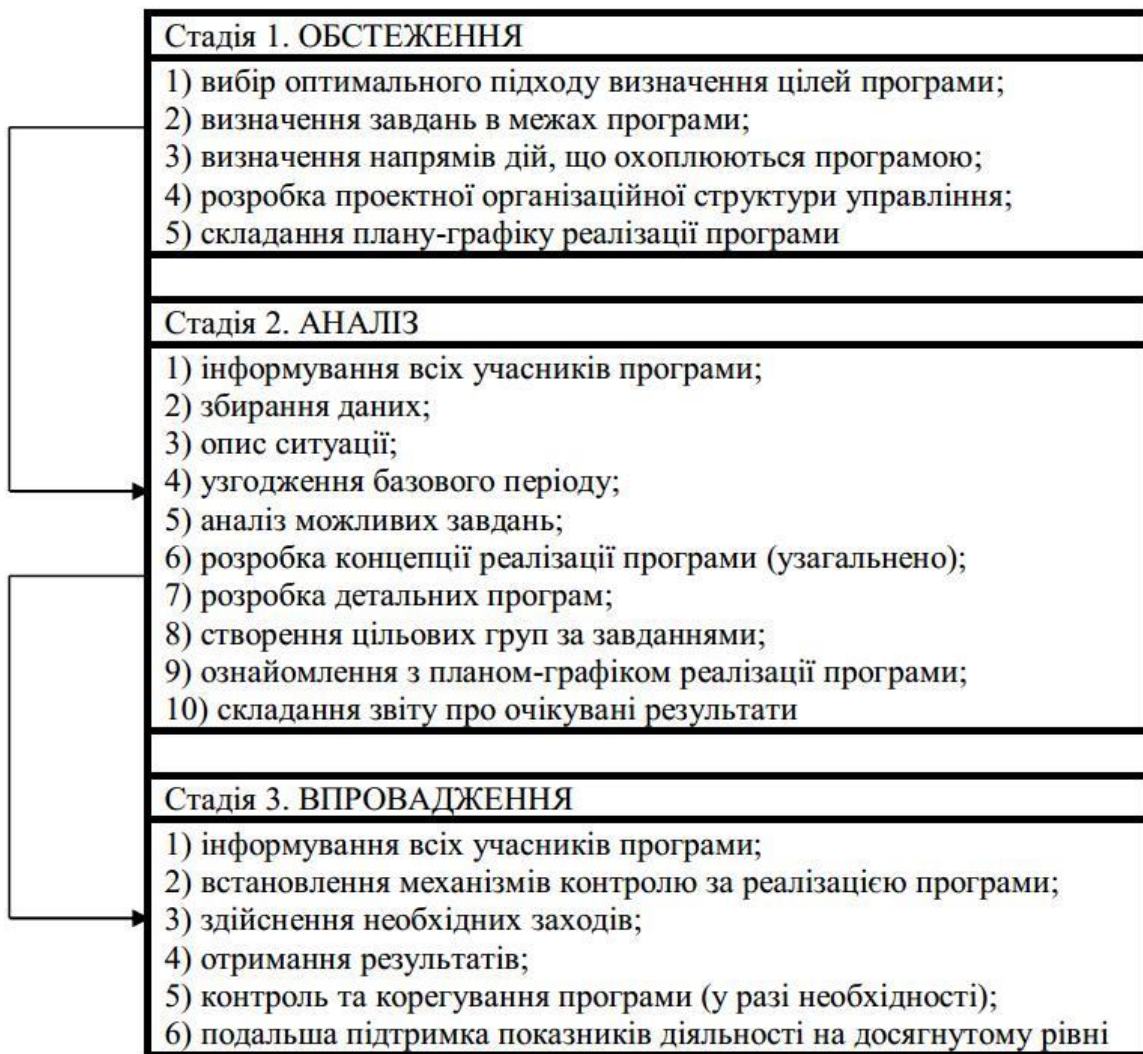 Стадія 1. ОБСТЕЖЕННЯ
1) вибір оптимального підходу визначення цілей програми;
2) визначення завдань в межах програми;
3) визначення напрямів дій, що охоплюються програмою;
4) розробка проектної організаційної структури управління;
5) складання плану-графіку реалізації програми
Стадія 2. АНАЛІЗ
1) інформування всіх учасників програми;
2) збирання даних;
3) опис ситуації;
4) узгодження базового періоду;
5) аналіз можливих завдань;
6) розробка концепції реалізації програми (узагальнено);
7) розробка детальних програм;
8) створення цільових груп за завданнями;
9) ознайомлення з планом-графіком реалізації програми;
10) складання звіту про очікувані результати
Стадія 3. ВПРОВАДЖЕННЯ
1) інформування всіх учасників програми;
2) встановлення механізмів контролю за реалізацією програми;
3) здійснення необхідних заходів;
4) отримання результатів;
5) контроль та корегування програми (у разі необхідності);
6) подальша підтримка показників діяльності на досягнутому рівні